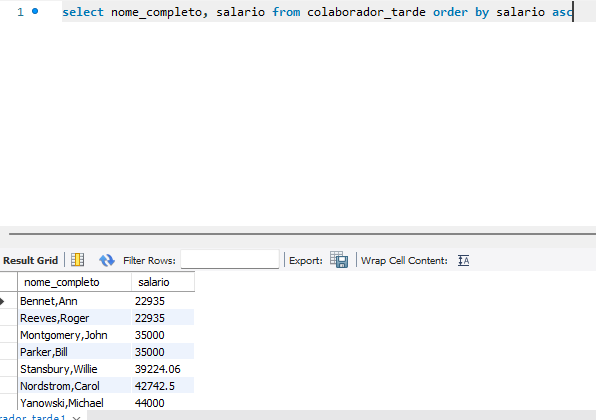 1 select nome_completo, salario from colaborador_tarde order by salario asc
Result Grid Filter Rows: Export: Wrap Cell Content:
nome_completo salario
Bennet,Ann 22935
Reeves,Roger 22935
Montgomery,John 35000
Parker,Bill 35000
Stansbury,Willie 39224.06
Nordstrom,Carol 42742.5
Yanowski,Michael 44000